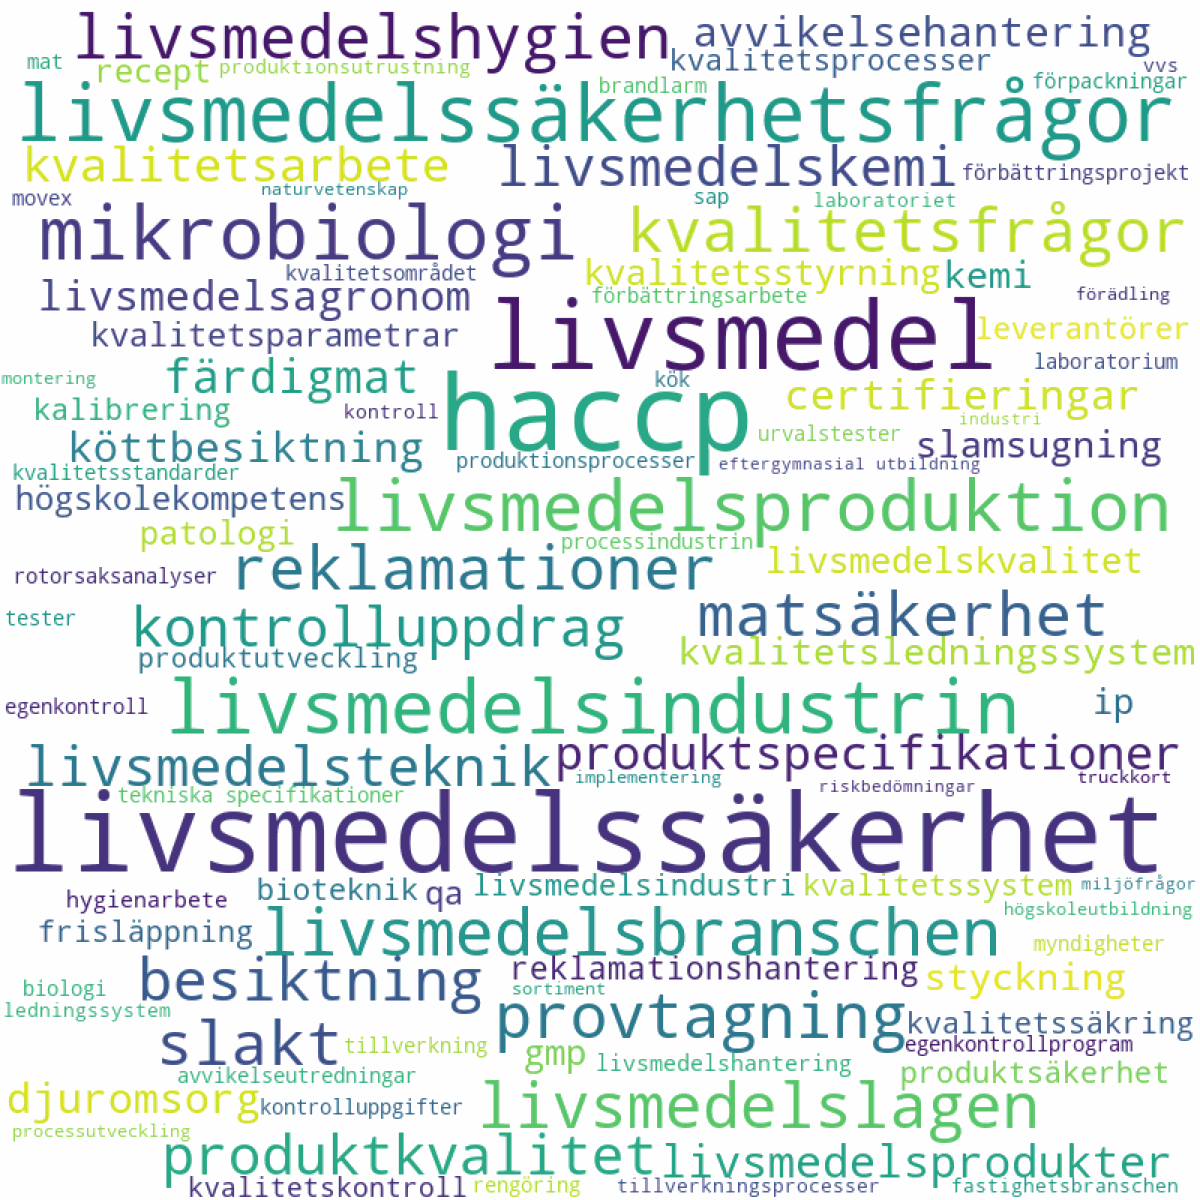 livsmedelshygien
avvikelsehantering
mat
recept
produktionsutrustning
kvalitetsprocesser
vvs
brandlarm
förpackningar
livsmedelssäkerhetsfrågor
kvalitetsarbete
livsmedelskemi
förbättringsprojekt
movex
naturvetenskap
sap
laboratoriet
mikrobiologi
kvalitetsfrågor
kvalitetsområdet
kvalitetsstyrning
kemi
livsmedelsagronom
förbättringsarbete
förädling
kvalitetsparametrar
livsmedel
leverantörer
laboratorium
montering
färdigmat
kök
haccp
certifieringar
kalibrering
kontroll
industri
urvalstester
köttbesiktning
slamsugning
produktionsprocesser
eftergymnasial utbildning
kvalitetsstandarder
högskolekompetens
livsmedelsproduktion
patologi
processindustrin
rotorsaksanalyser
reklamationer
livsmedelskvalitet
tester
kontrolluppdrag
matsäkerhet
produktutveckling
kvalitetsledningssystem
egenkontroll
livsmedelsindustrin
ip
livsmedelsteknik
produktspecifikationer
implementering
truckkort
tekniska specifikationer
riskbedömningar
livsmedelssäkerhet
hygienarbete
bioteknik
qa
livsmedelsindustri
kvalitetssystem
miljöfrågor
högskoleutbildning
frisläppning
livsmedelsbranschen
myndigheter
besiktning
reklamationshantering
styckning
biologi
sortiment
ledningssystem
provtagning
kvalitetssäkring
slakt
tillverkning
gmp
egenkontrollprogram
livsmedelshantering
avvikelseutredningar
produktsäkerhet
djuromsorg
kontrolluppgifter
livsmedelslagen
processutveckling
produktkvalitet
livsmedelsprodukter
kvalitetskontroll
rengöring
tillverkningsprocesser
fastighetsbranschen